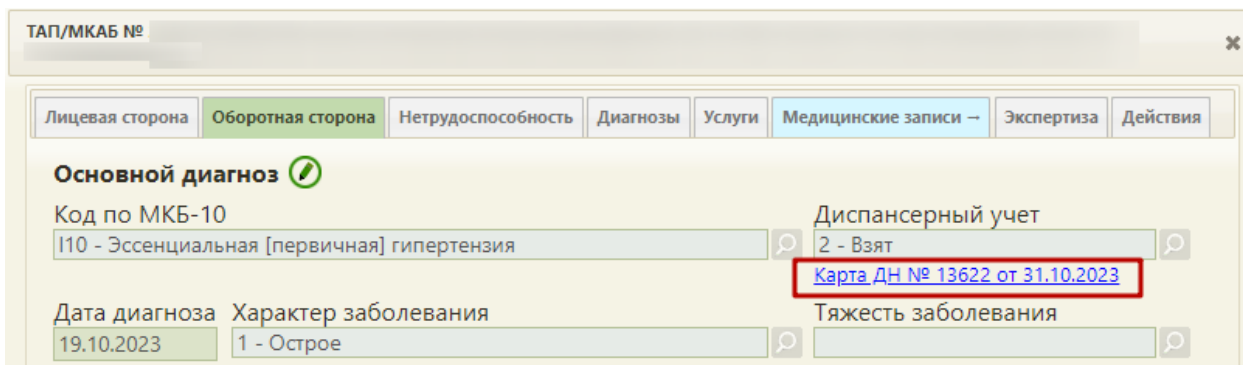 ТАП/МКАБ №
Лицевая сторона Оборотная сторона Нетрудоспособность Диагнозы Услуги Медицинские записи → Экспертиза Действия
Основной диагноз
Код по МКБ-10 Диспансерный учет
I10 - Эссенциальная [первичная] гипертензия 2 - Взят
Карта ДН № 13622 от 31.10.2023
Дата диагноза Характер заболевания Тяжесть заболевания
19.10.2023 1 - Острое